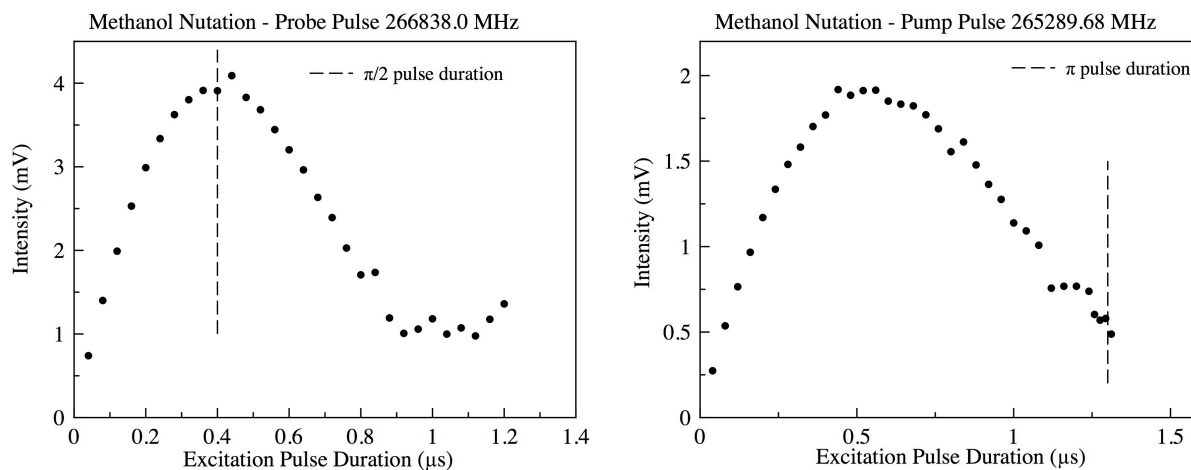 Methanol Nutation - Probe Pulse 266838.0 MHz
π/2 pulse duration
Intensity (mV)
4
3
2
1
0
0 0.2 0.4 0.6 0.8 1 1.2 1.4
Excitation Pulse Duration (μs)
Methanol Nutation - Pump Pulse 265289.68 MHz
π pulse duration
Intensity (mV)
2
1.5
1
0.5
0
0 0.5 1 1.5
Excitation Pulse Duration (μs)